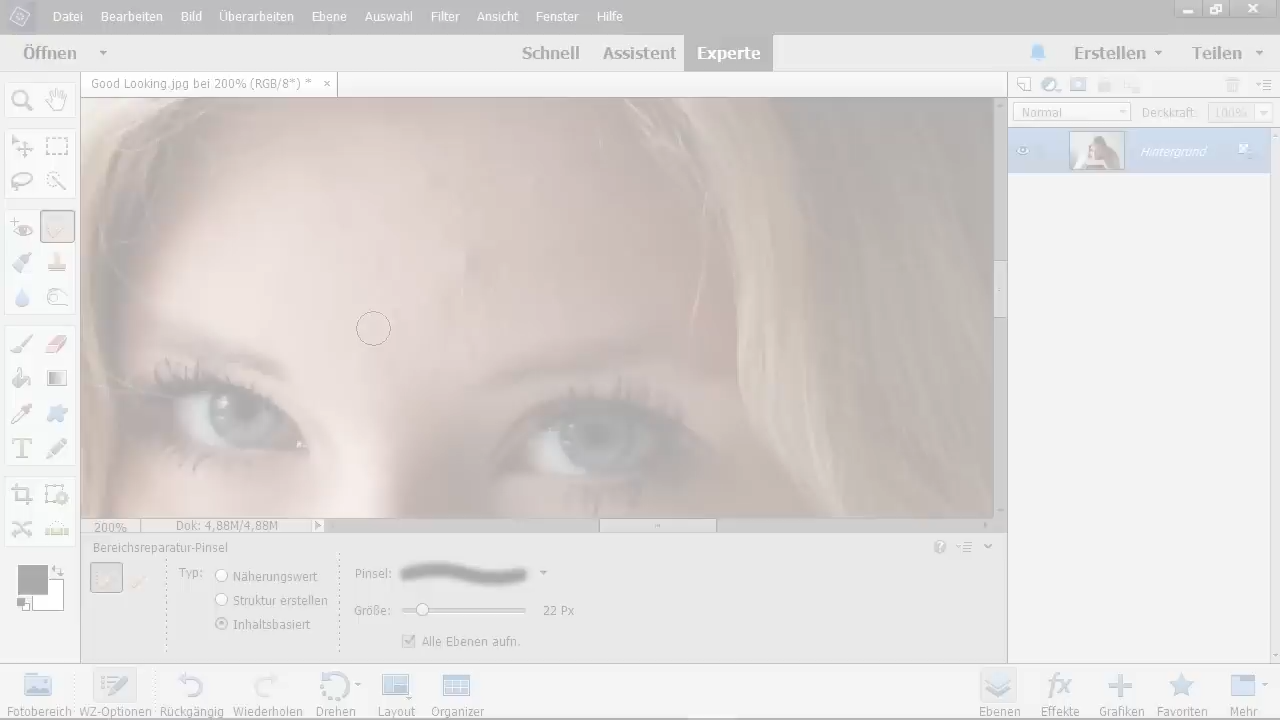 Datei Bearbeiten Bild Überarbeiten Ebene Auswahl Filter Ansicht Fenster Hilfe
Öffnen Schnell Assistent Experte Erstellen Teilen
Good Looking.jpg bei 200% (RGB/8*) * ×
Normal Deckkraft: 100%
Hintergrund
200% Dok: 4,88M/4,88M
Bereichsreparatur-Pinsel
Typ: Näherungswert
Struktur erstellen
Inhaltsbasiert
Pinsel:
Größe: 22 Px
Alle Ebenen aufn.
Fotobereich WZ-Optionen Rückgängig Wiederholen Drehen Layout Organizer Ebenen Effekte Grafiken Favoriten Mehr